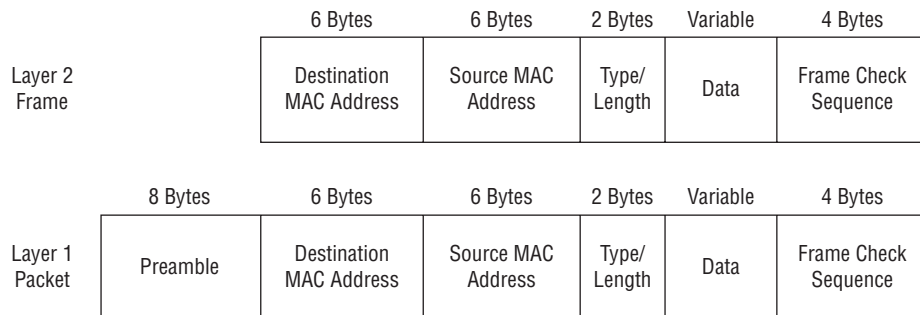 6 Bytes 6 Bytes 2 Bytes Variable 4 Bytes
Layer 2
Frame
Destination
MAC Address
Source MAC
Address
Type/
Length
Data
Frame Check
Sequence
8 Bytes 6 Bytes 6 Bytes 2 Bytes Variable 4 Bytes
Layer 1
Packet
Preamble
Destination
MAC Address
Source MAC
Address
Type/
Length
Data
Frame Check
Sequence